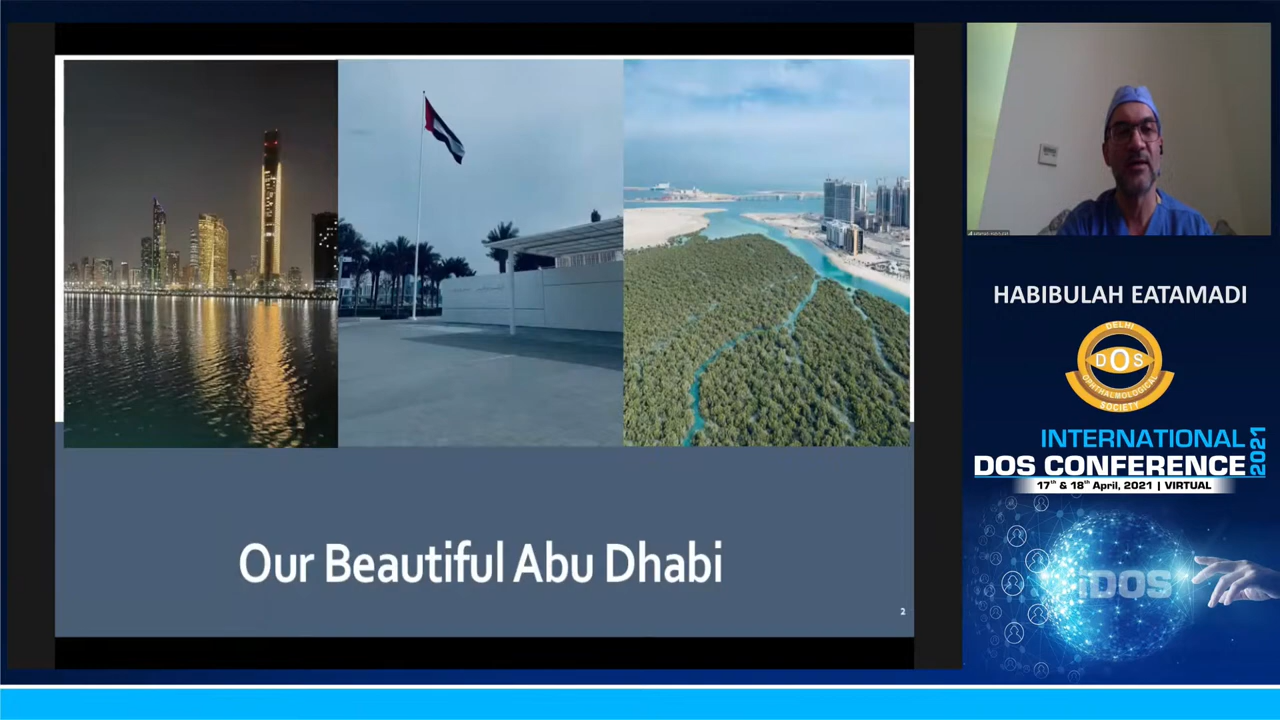 Our Beautiful Abu Dhabi
2
HABIBULAH EATAMADI
DELHI
DOS
OPHTHALMOLOGICAL
SOCIETY
INTERNATIONAL
DOS CONFERENCE
2021
17th & 18th April, 2021 | VIRTUAL
iDOS